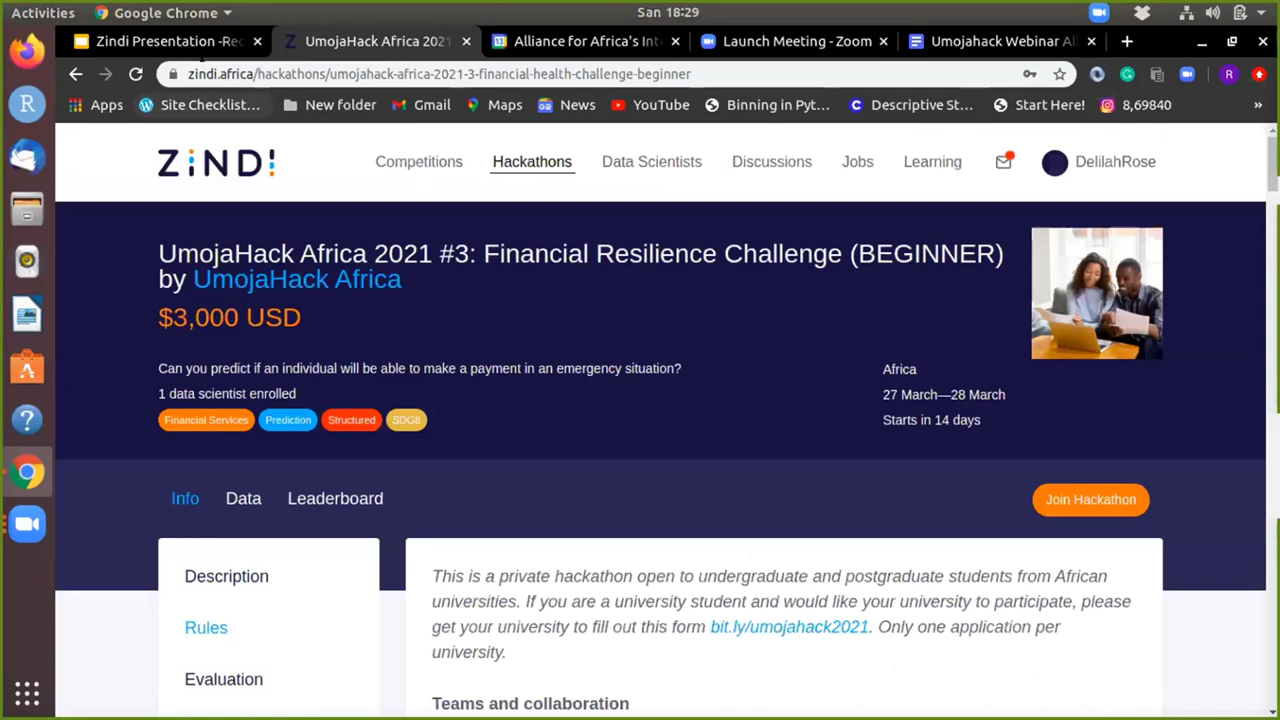 Activities
Google Chrome
San 18:29
Zindi Presentation -Rec
UmojaHack Africa 2021
Alliance for Africa's Inte
Launch Meeting - Zoom
Umojahack Webinar All
zindi.africa/hackathons/umojahack-africa-2021-3-financial-health-challenge-beginner
R
Apps
Site Checklist...
New folder
Gmail
Maps
News
YouTube
Binning in Pyt...
Descriptive St...
Start Here!
8,69840
»
ZINDI
Competitions
Hackathons
Data Scientists
Discussions
Jobs
Learning
DelilahRose
UmojaHack Africa 2021 #3: Financial Resilience Challenge (BEGINNER)
by UmojaHack Africa
$3,000 USD
Can you predict if an individual will be able to make a payment in an emergency situation?
1 data scientist enrolled
Financial Services
Prediction
Structured
SDG8
Africa
27 March—28 March
Starts in 14 days
Info
Data
Leaderboard
Join Hackathon
Description
Rules
Evaluation
This is a private hackathon open to undergraduate and postgraduate students from African
universities. If you are a university student and would like your university to participate, please
get your university to fill out this form bit.ly/umojahack2021. Only one application per
university.
Teams and collaboration